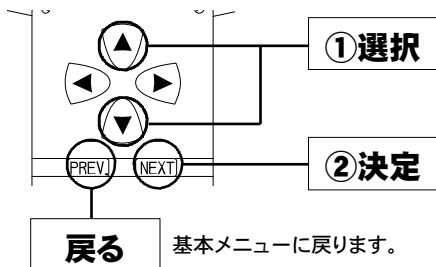 ①選択
PREV.
NEXT
②決定
戻る
基本メニューに戻ります。